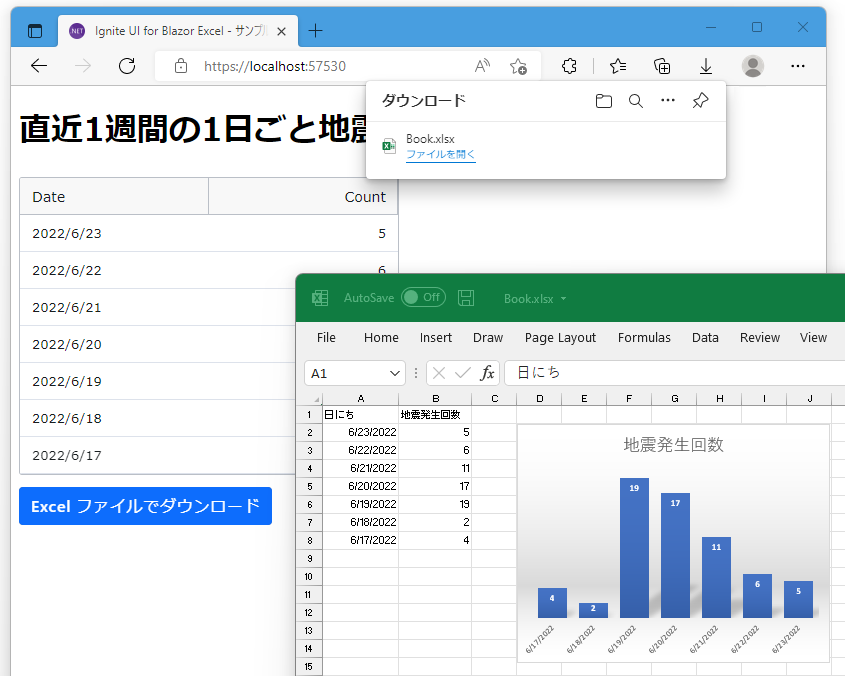 Ignite UI for Blazor Excel - サンプル
https://localhost:57530
ダウンロード
Book.xlsx
ファイルを開く
直近1週間の1日ごと地震
Date Count
2022/6/23 5
2022/6/22 6
2022/6/21
2022/6/20
2022/6/19
2022/6/18
2022/6/17
Excel ファイルでダウンロード
AutoSave Off Book.xlsx
File Home Insert Draw Page Layout Formulas Data Review View
A1 fx 日にち
A B C D E F G H I J
1 日にち 地震発生回数
2 6/23/2022 5
3 6/22/2022 6
4 6/21/2022 11
5 6/20/2022 17
6 6/19/2022 19
7 6/18/2022 2
8 6/17/2022 4
9
10
11
12
13
14
15
地震発生回数
4 2 19 17 11 6 5
6/17/2022 6/18/2022 6/19/2022 6/20/2022 6/21/2022 6/22/2022 6/23/2022